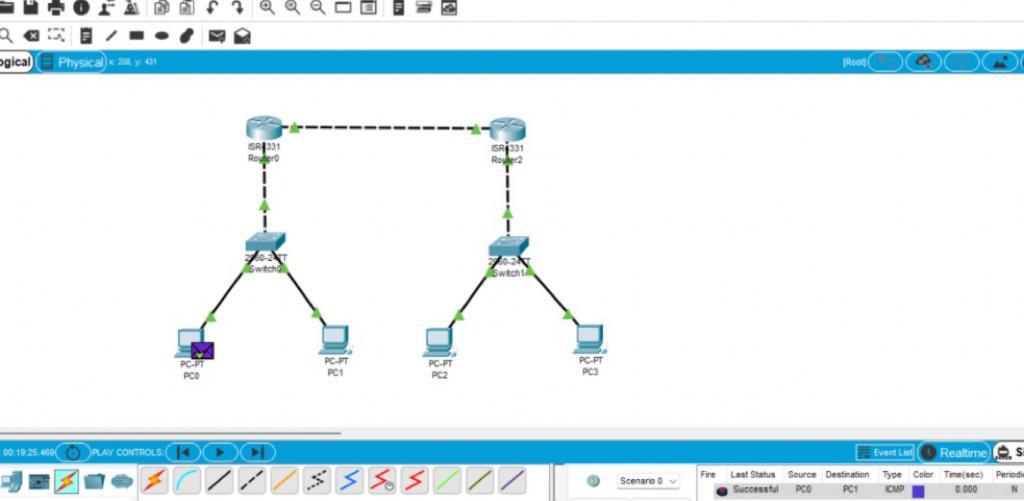 ogical Physical x: 208, y: 431 [Root]
ISR4331
Router0
ISR4331
Router2
2960-24TT
Switch0
2960-24TT
Switch1
PC-PT
PC0
PC-PT
PC1
PC-PT
PC2
PC-PT
PC3
: 00:19:25.469 PLAY CONTROLS: Event List Realtime S
Scenario 0
Fire Last Status Source Destination Type Color Time(sec) Periodi
Successful PC0 PC1 ICMP 0.000 N